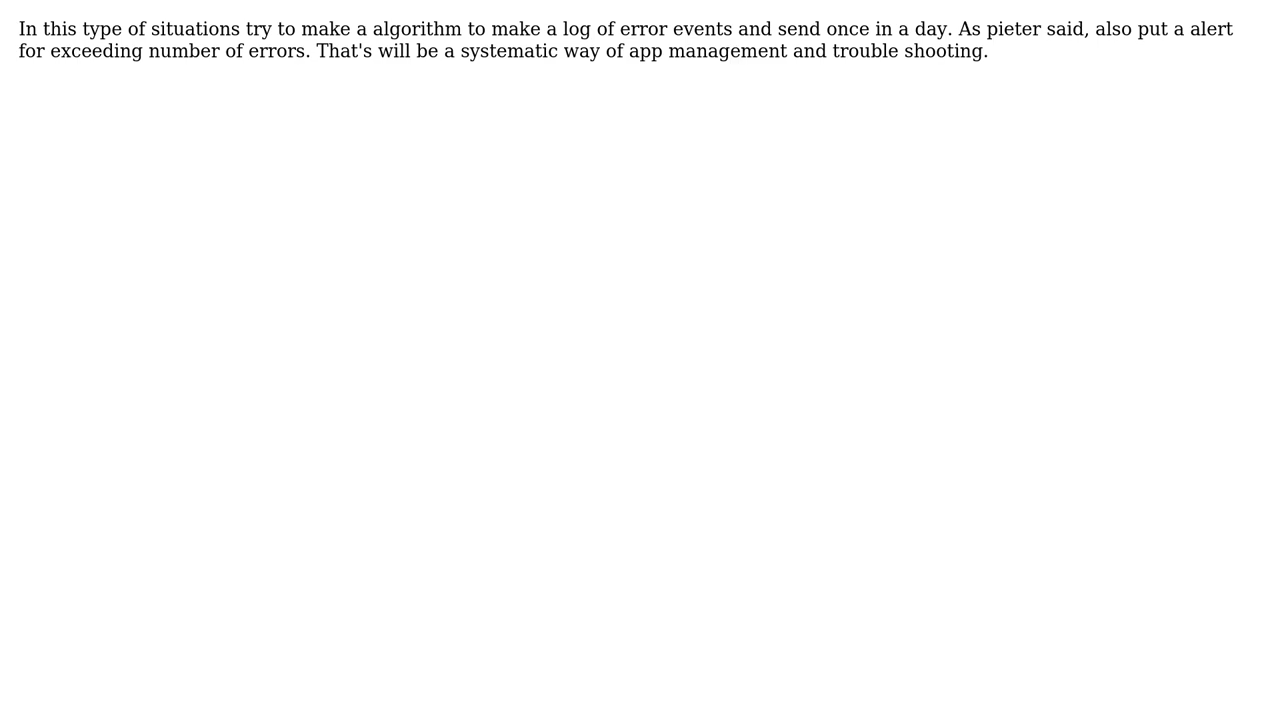 In this type of situations try to make a algorithm to make a log of error events and send once in a day. As pieter said, also put a alert
for exceeding number of errors. That's will be a systematic way of app management and trouble shooting.